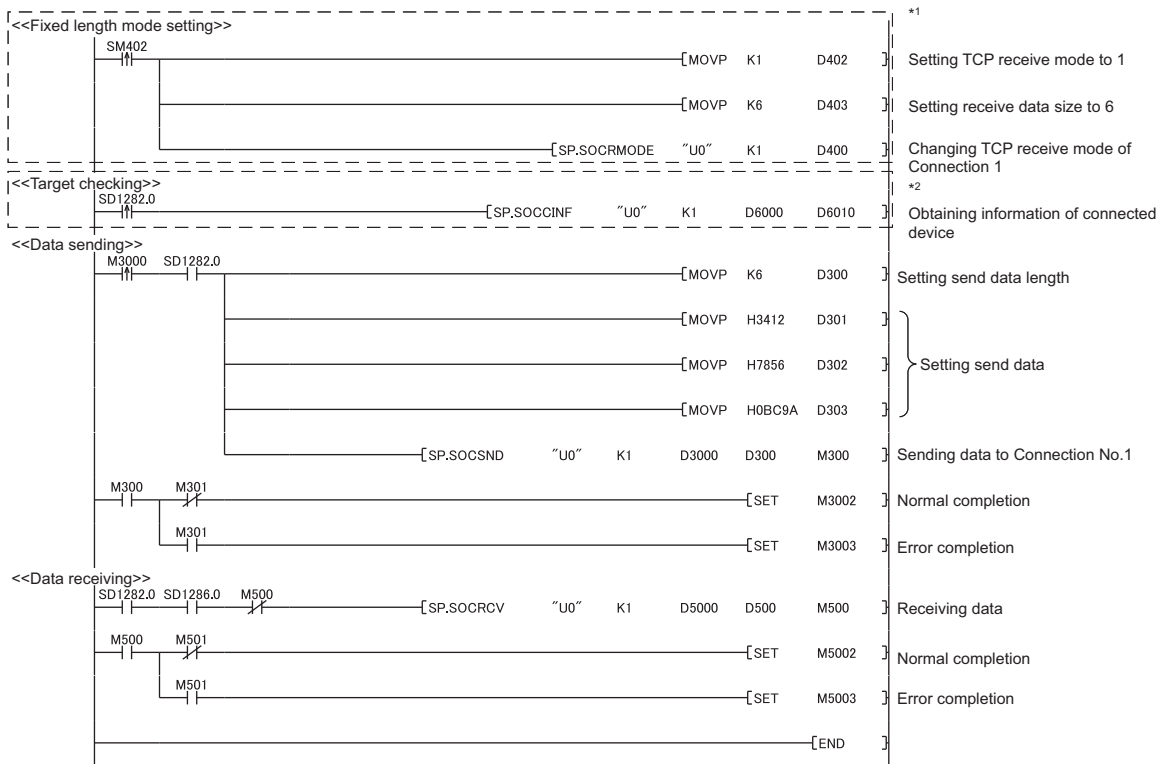 <<Fixed length mode setting>>
*1
SM402
MOVP K1 D402
Setting TCP receive mode to 1
MOVP K6 D403
Setting receive data size to 6
SP.SOCRMODE "U0" K1 D400
Changing TCP receive mode of
Connection 1
<<Target checking>>
*2
SD1282.0
SP.SOCCINF "U0" K1 D6000 D6010
Obtaining information of connected
device
<<Data sending>>
M3000 SD1282.0
MOVP K6 D300
Setting send data length
MOVP H3412 D301
MOVP H7856 D302
Setting send data
MOVP H0BC9A D303
SP.SOCSND "U0" K1 D3000 D300 M300
Sending data to Connection No.1
M300 M301
SET M3002
Normal completion
M301
SET M3003
Error completion
<<Data receiving>>
SD1282.0 SD1286.0 M500
SP.SOCRCV "U0" K1 D5000 D500 M500
Receiving data
M500 M501
SET M5002
Normal completion
M501
SET M5003
Error completion
END